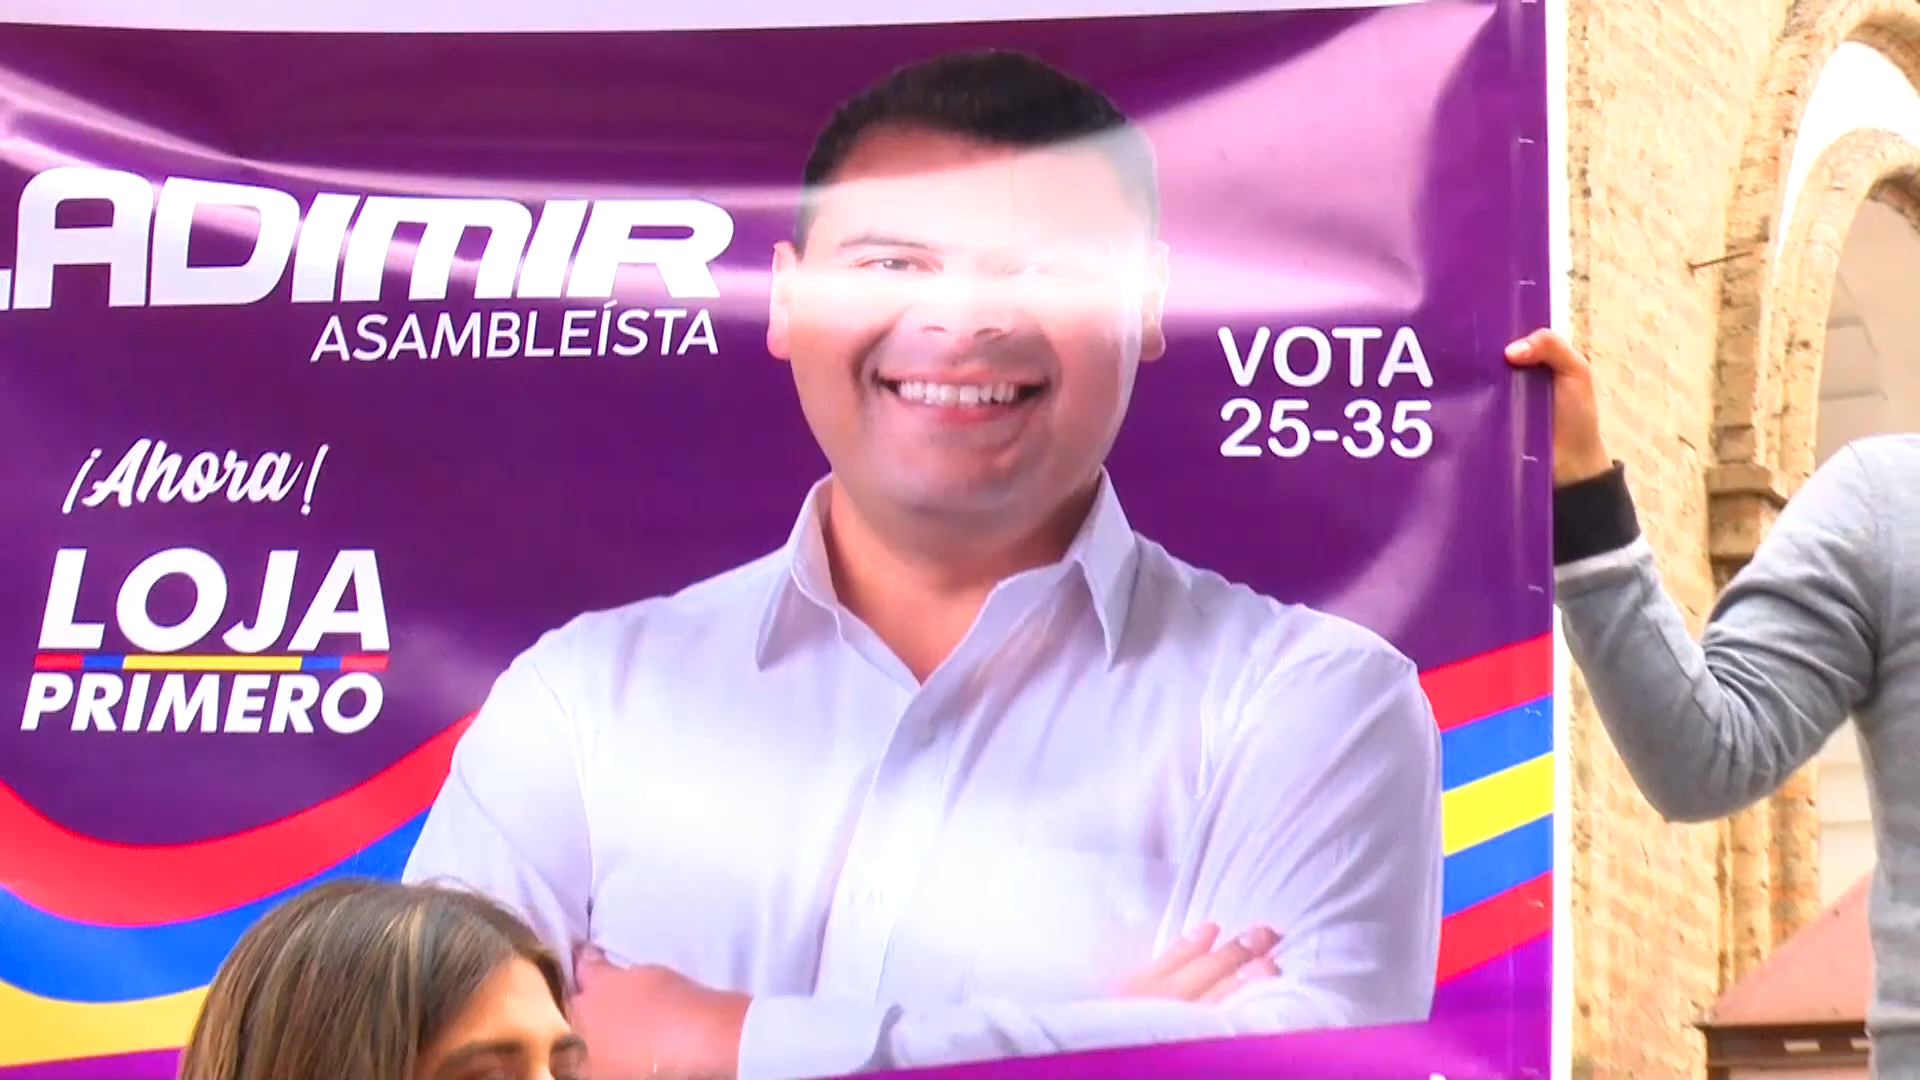 LADIMIR
ASAMBLEÍSTA
VOTA
25-35
¡Ahora!
LOJA
PRIMERO